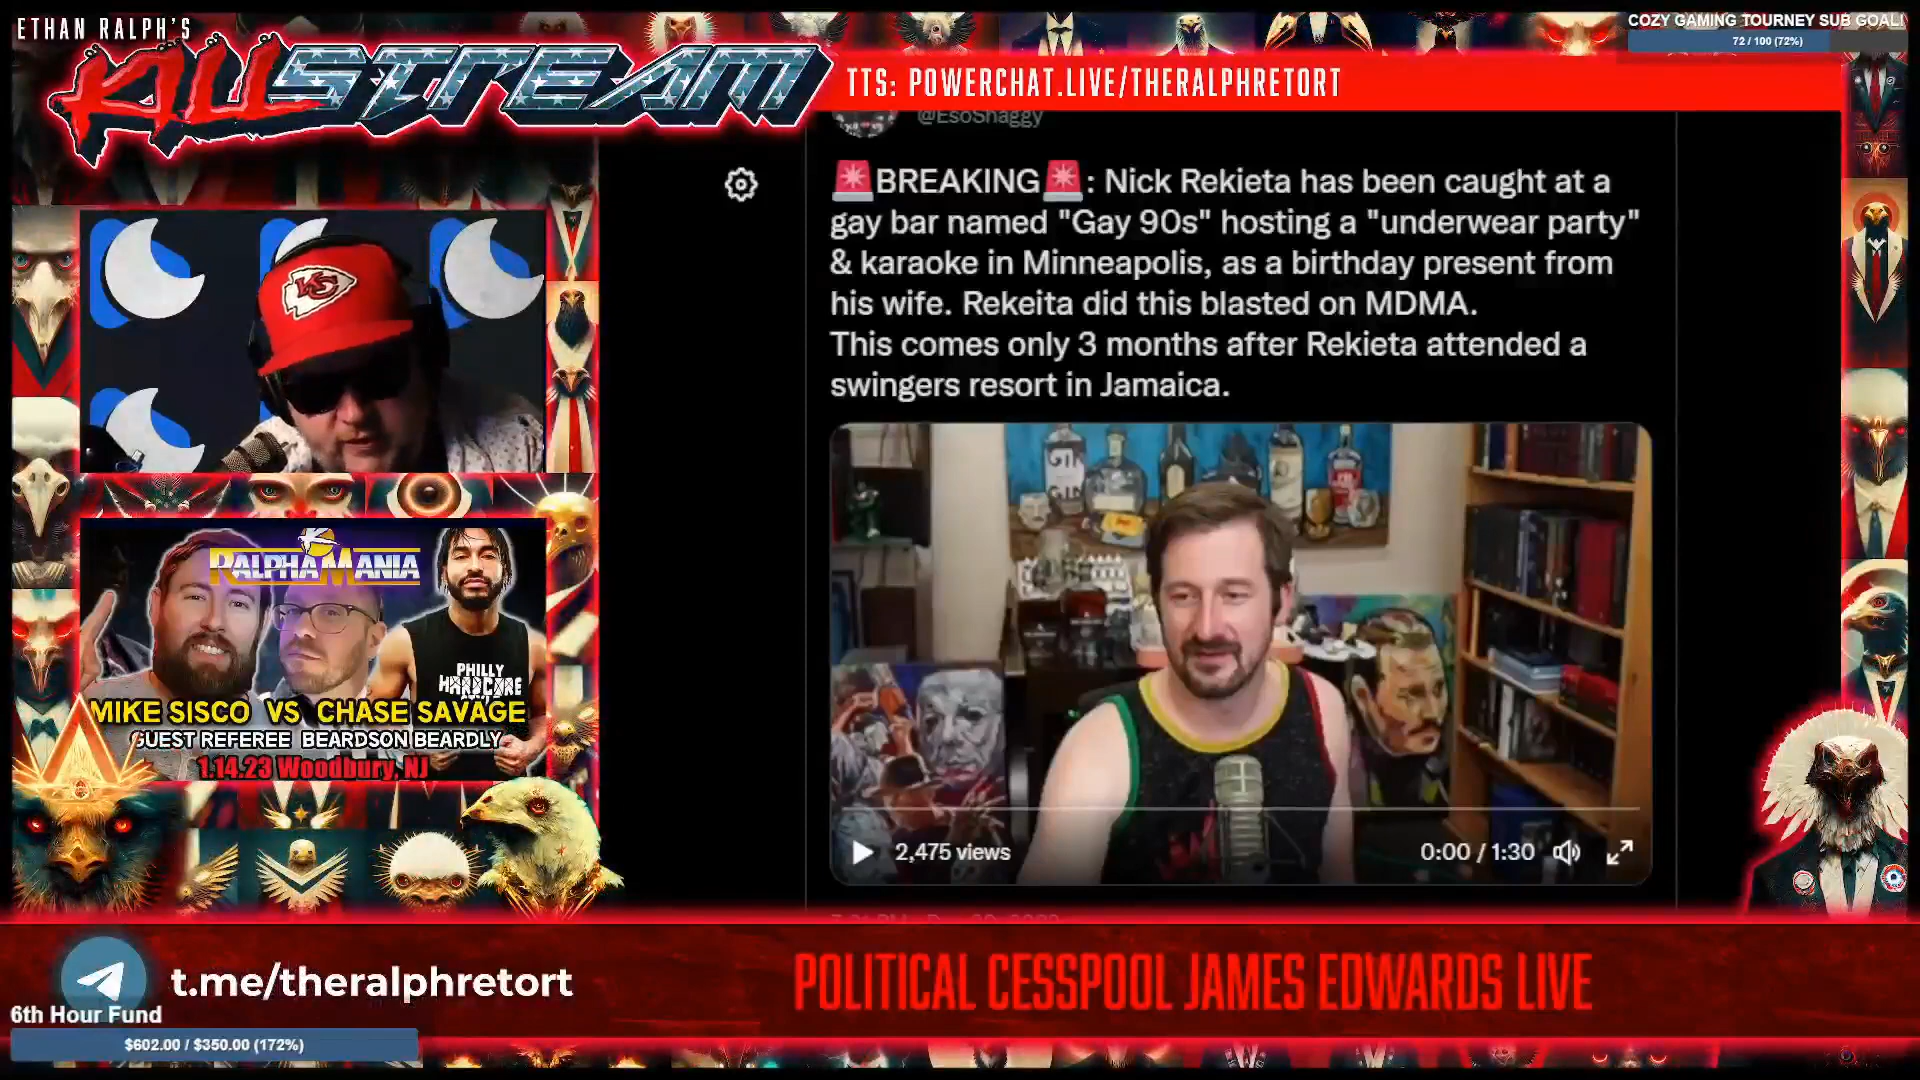 ETHAN RALPH'S
KILLSTREAM
COZY GAMING TOURNEY SUB GOAL!
72 / 100 (72%)
TTS: POWERCHAT.LIVE/THERALPHRETORT
@EsoShaggy
🚨BREAKING🚨: Nick Rekieta has been caught at a
gay bar named "Gay 90s" hosting a "underwear party"
& karaoke in Minneapolis, as a birthday present from
his wife. Rekeita did this blasted on MDMA.
This comes only 3 months after Rekieta attended a
swingers resort in Jamaica.
KC
GIN
GIN
RALPHAMANIA
PHILLY
HARDCORE
MIKE SISCO VS CHASE SAVAGE
GUEST REFEREE BEARDSON BEARDLY
1.14.23 Woodbury, NJ
2,475 views
0:00 / 1:30
t.me/theralphretort
POLITICAL CESSPOOL JAMES EDWARDS LIVE
6th Hour Fund
$602.00 / $350.00 (172%)